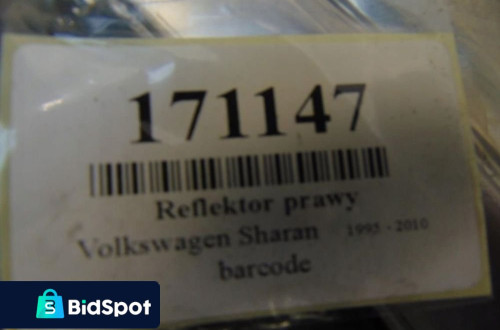 171147
Reflektor prawy
Volkswagen Sharan 1995 - 2010
barcode
BidSpot